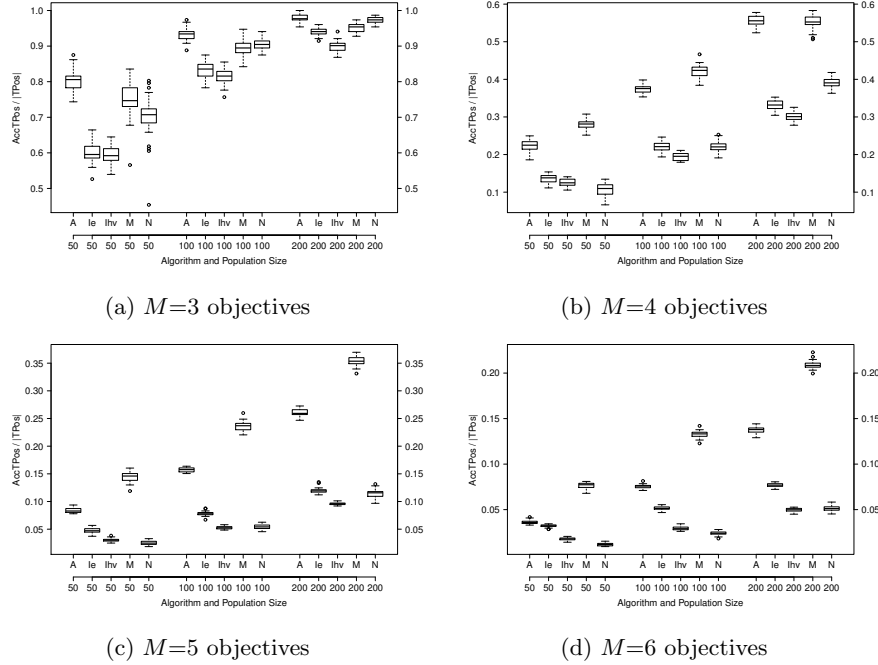 1.0 1.0
0.9 0.9
0.8 0.8
0.7 0.7
0.6 0.6
0.5 0.5
AccTPos / |TPos|
A Ie Ihv M N A Ie Ihv M N A Ie Ihv M N
50 50 50 50 50 100 100 100 100 100 200 200 200 200 200
Algorithm and Population Size
(a) M=3 objectives
0.6 0.6
0.5 0.5
0.4 0.4
0.3 0.3
0.2 0.2
0.1 0.1
AccTPos / |TPos|
A Ie Ihv M N A Ie Ihv M N A Ie Ihv M N
50 50 50 50 50 100 100 100 100 100 200 200 200 200 200
Algorithm and Population Size
(b) M=4 objectives
0.35 0.35
0.30 0.30
0.25 0.25
0.20 0.20
0.15 0.15
0.10 0.10
0.05 0.05
AccTPos / |TPos|
A Ie Ihv M N A Ie Ihv M N A Ie Ihv M N
50 50 50 50 50 100 100 100 100 100 200 200 200 200 200
Algorithm and Population Size
(c) M=5 objectives
0.20 0.20
0.15 0.15
0.10 0.10
0.05 0.05
AccTPos / |TPos|
A Ie Ihv M N A Ie Ihv M N A Ie Ihv M N
50 50 50 50 50 100 100 100 100 100 200 200 200 200 200
Algorithm and Population Size
(d) M=6 objectives